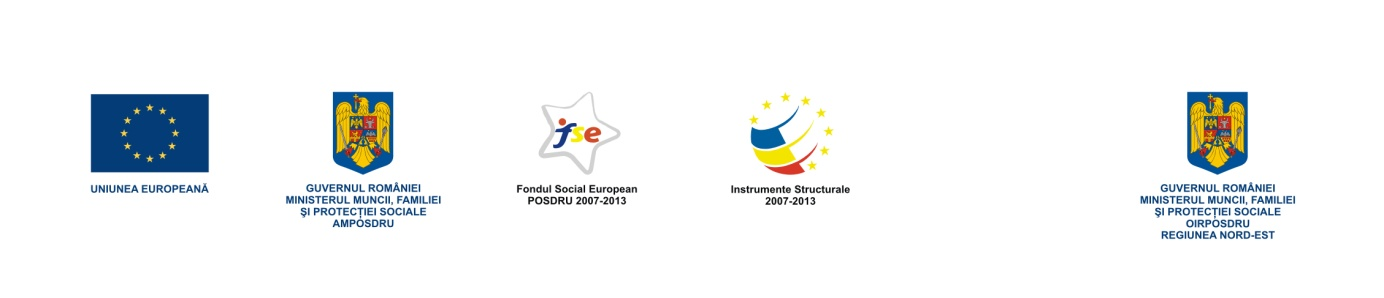 UNIUNEA EUROPEANĂ
GUVERNUL ROMÂNIEI
MINISTERUL MUNCII, FAMILIEI
ŞI PROTECŢIEI SOCIALE
AMPOSDRU
fse
Fondul Social European
POSDRU 2007-2013
Instrumente Structurale
2007-2013
GUVERNUL ROMÂNIEI
MINISTERUL MUNCII, FAMILIEI
ŞI PROTECŢIEI SOCIALE
OIRPOSDRU
REGIUNEA NORD-EST